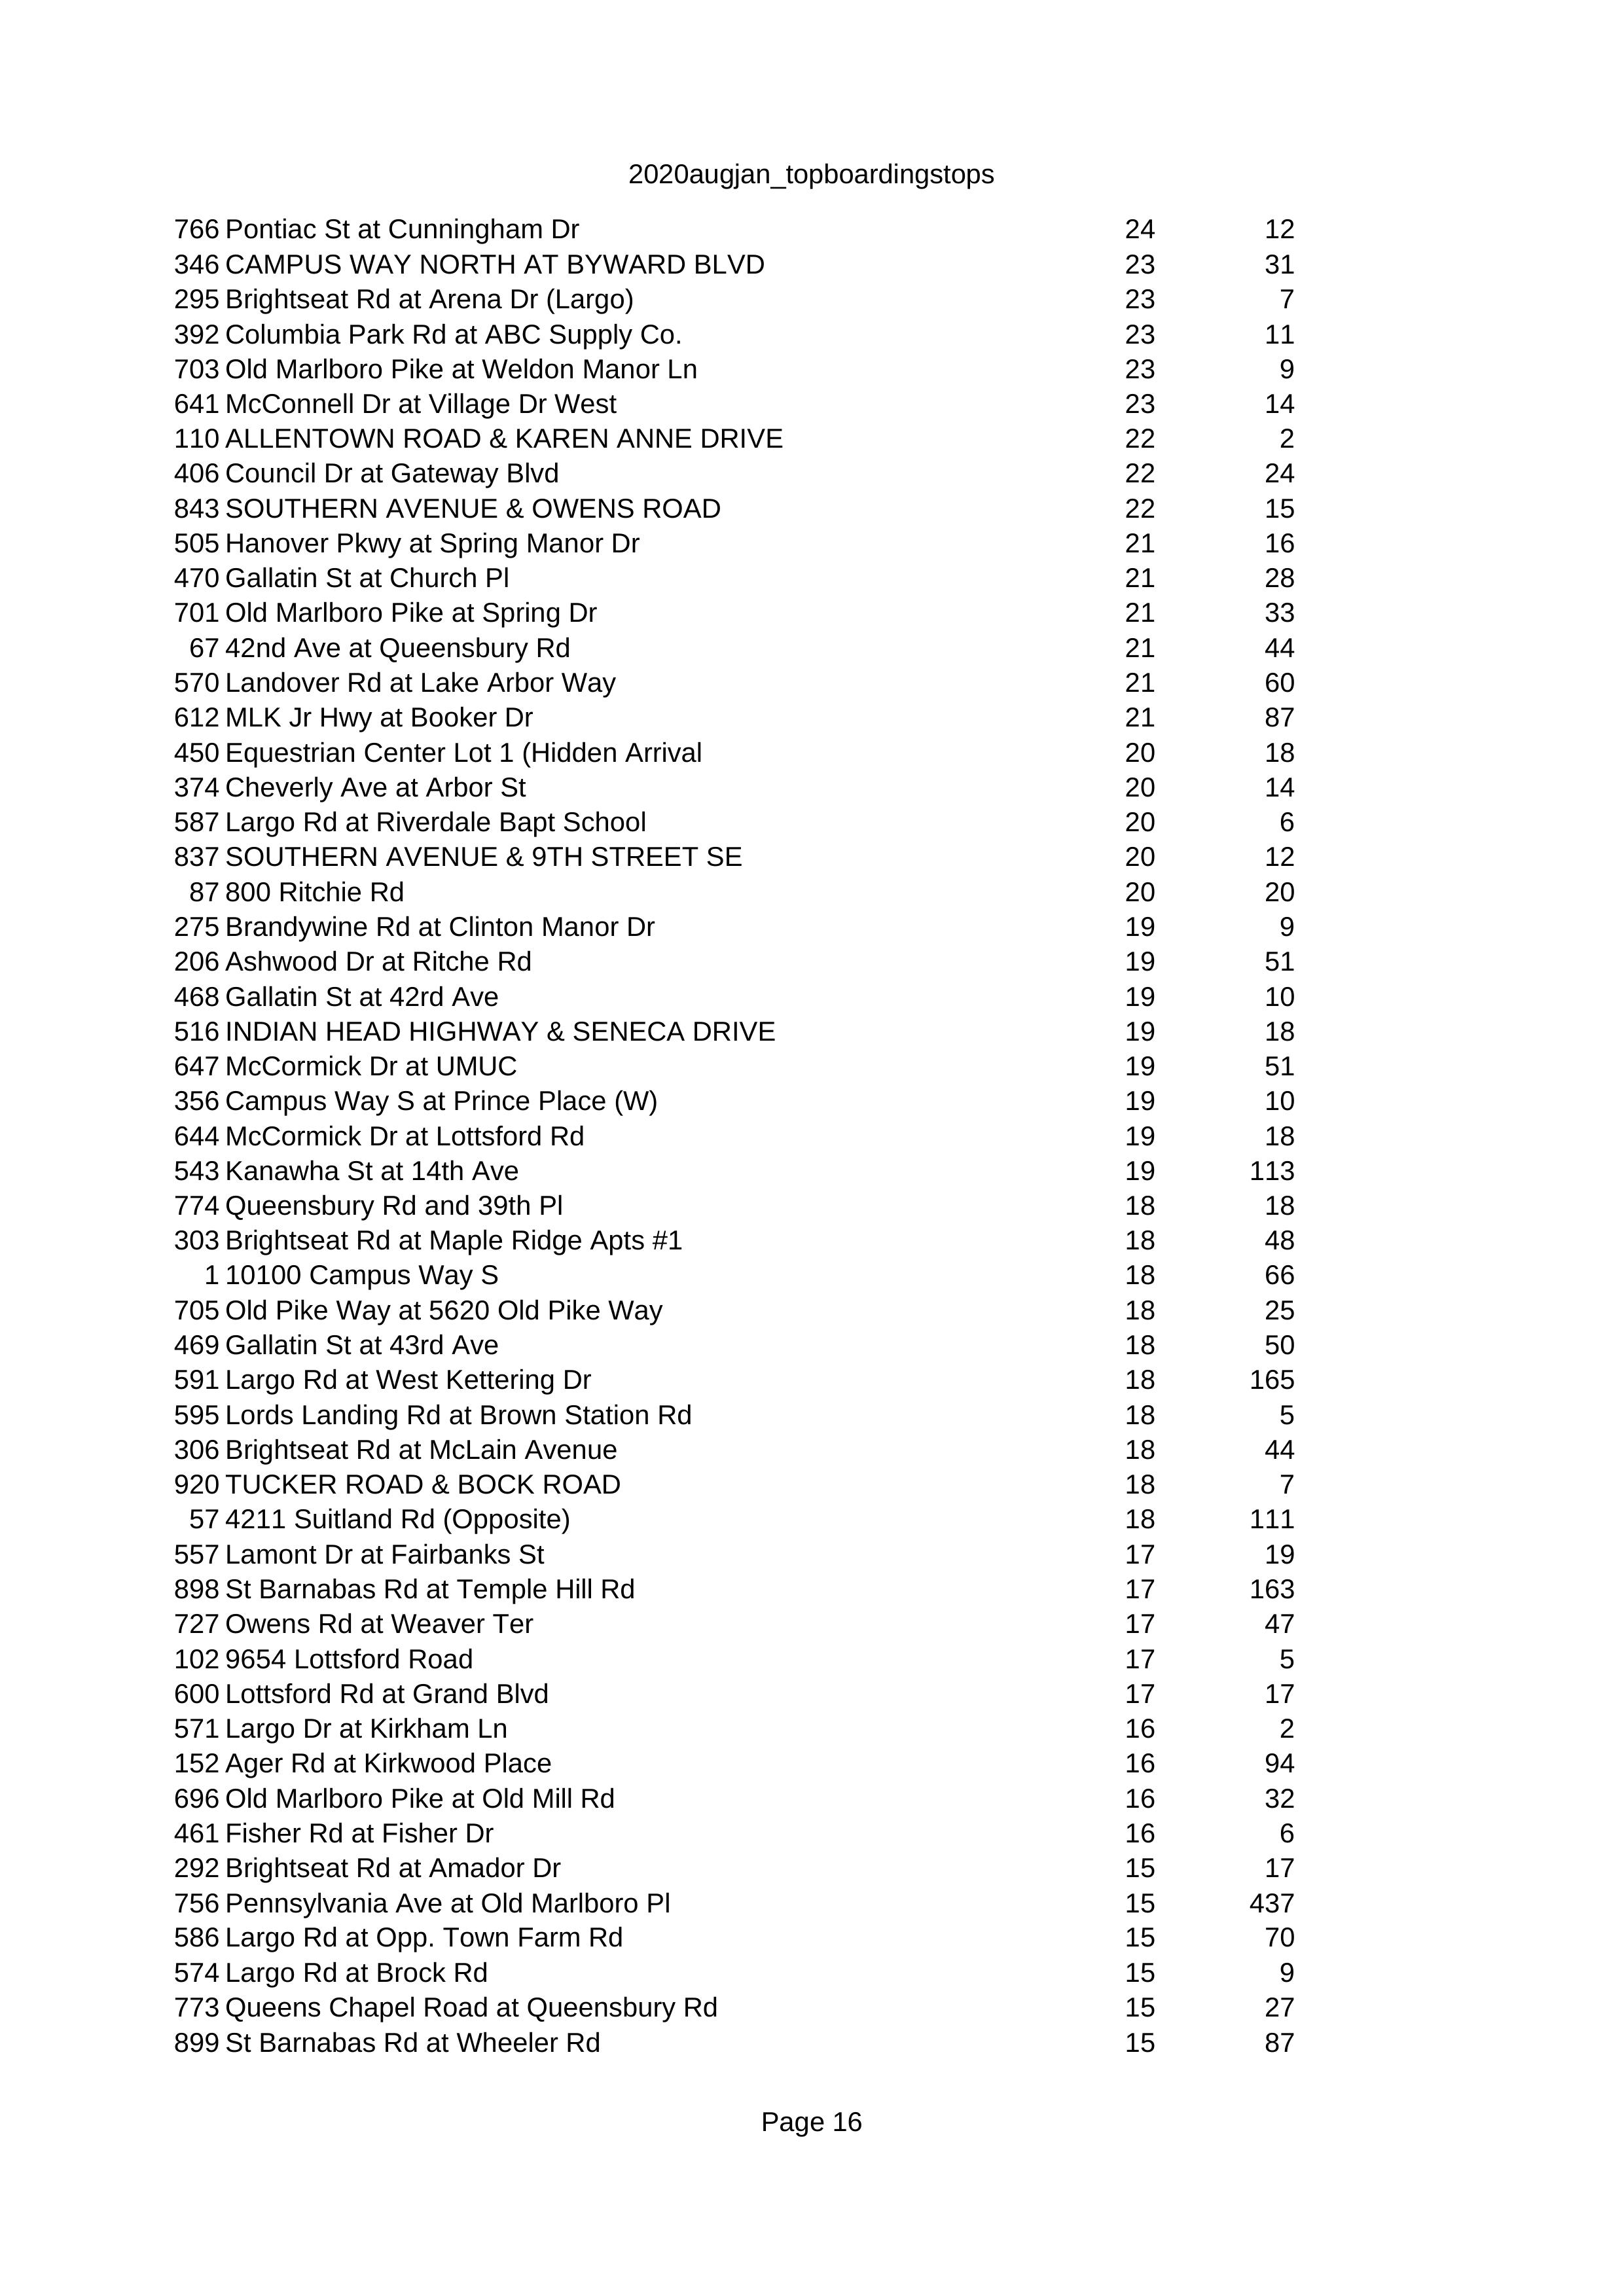 2020augjan_topboardingstops
766 Pontiac St at Cunningham Dr 24 12
346 CAMPUS WAY NORTH AT BYWARD BLVD 23 31
295 Brightseat Rd at Arena Dr (Largo) 23 7
392 Columbia Park Rd at ABC Supply Co. 23 11
703 Old Marlboro Pike at Weldon Manor Ln 23 9
641 McConnell Dr at Village Dr West 23 14
110 ALLENTOWN ROAD & KAREN ANNE DRIVE 22 2
406 Council Dr at Gateway Blvd 22 24
843 SOUTHERN AVENUE & OWENS ROAD 22 15
505 Hanover Pkwy at Spring Manor Dr 21 16
470 Gallatin St at Church Pl 21 28
701 Old Marlboro Pike at Spring Dr 21 33
67 42nd Ave at Queensbury Rd 21 44
570 Landover Rd at Lake Arbor Way 21 60
612 MLK Jr Hwy at Booker Dr 21 87
450 Equestrian Center Lot 1 (Hidden Arrival 20 18
374 Cheverly Ave at Arbor St 20 14
587 Largo Rd at Riverdale Bapt School 20 6
837 SOUTHERN AVENUE & 9TH STREET SE 20 12
87 800 Ritchie Rd 20 20
275 Brandywine Rd at Clinton Manor Dr 19 9
206 Ashwood Dr at Ritche Rd 19 51
468 Gallatin St at 42rd Ave 19 10
516 INDIAN HEAD HIGHWAY & SENECA DRIVE 19 18
647 McCormick Dr at UMUC 19 51
356 Campus Way S at Prince Place (W) 19 10
644 McCormick Dr at Lottsford Rd 19 18
543 Kanawha St at 14th Ave 19 113
774 Queensbury Rd and 39th Pl 18 18
303 Brightseat Rd at Maple Ridge Apts #1 18 48
1 10100 Campus Way S 18 66
705 Old Pike Way at 5620 Old Pike Way 18 25
469 Gallatin St at 43rd Ave 18 50
591 Largo Rd at West Kettering Dr 18 165
595 Lords Landing Rd at Brown Station Rd 18 5
306 Brightseat Rd at McLain Avenue 18 44
920 TUCKER ROAD & BOCK ROAD 18 7
57 4211 Suitland Rd (Opposite) 18 111
557 Lamont Dr at Fairbanks St 17 19
898 St Barnabas Rd at Temple Hill Rd 17 163
727 Owens Rd at Weaver Ter 17 47
102 9654 Lottsford Road 17 5
600 Lottsford Rd at Grand Blvd 17 17
571 Largo Dr at Kirkham Ln 16 2
152 Ager Rd at Kirkwood Place 16 94
696 Old Marlboro Pike at Old Mill Rd 16 32
461 Fisher Rd at Fisher Dr 16 6
292 Brightseat Rd at Amador Dr 15 17
756 Pennsylvania Ave at Old Marlboro Pl 15 437
586 Largo Rd at Opp. Town Farm Rd 15 70
574 Largo Rd at Brock Rd 15 9
773 Queens Chapel Road at Queensbury Rd 15 27
899 St Barnabas Rd at Wheeler Rd 15 87
Page 16